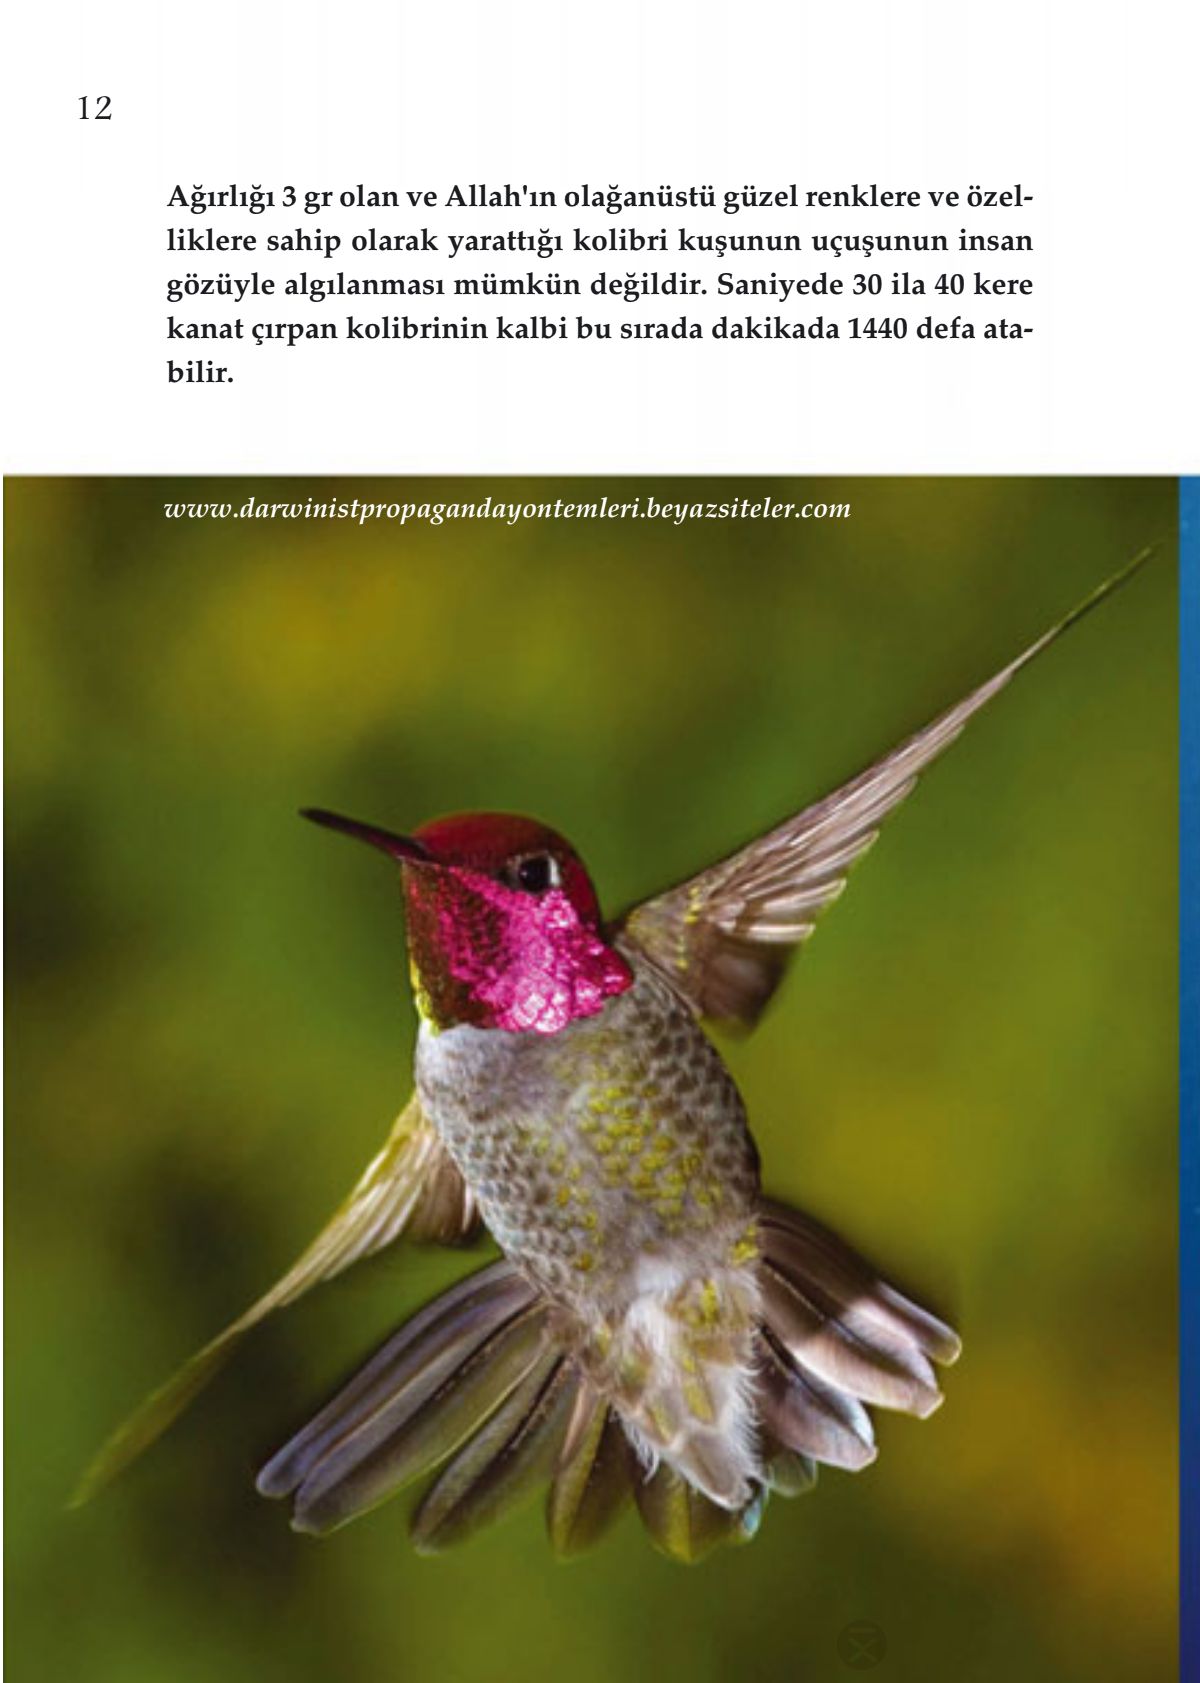 12
Ağırlığı 3 gr olan ve Allah'ın olağanüstü güzel renklere ve özel-
liklere sahip olarak yarattığı kolibri kuşunun uçuşunun insan
gözüyle algılanması mümkün değildir. Saniyede 30 ila 40 kere
kanat çırpan kolibrinin kalbi bu sırada dakikada 1440 defa ata-
bilir.
www.darwinistpropagandayontemleri.beyazsiteler.com